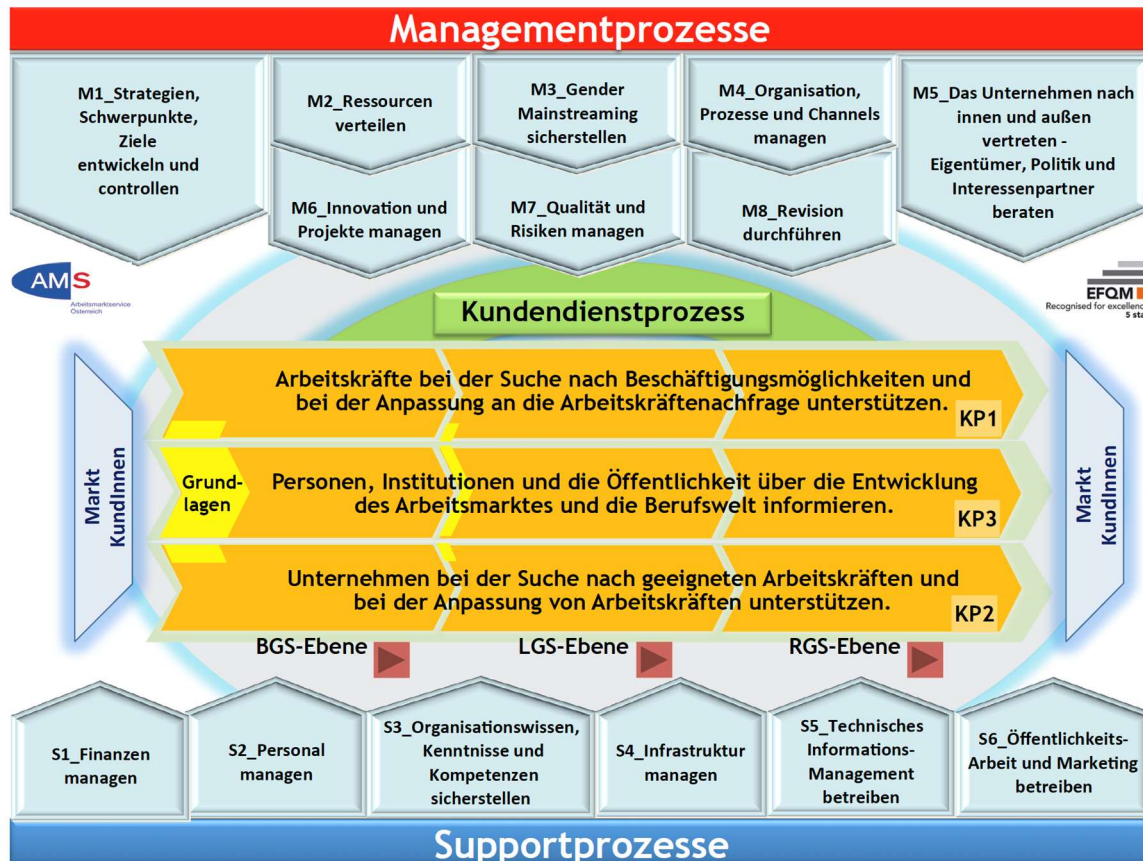 Managementprozesse
M1_Strategien,
Schwerpunkte,
Ziele
entwickeln und
controllen
M2_Ressourcen
verteilen
M3_Gender
Mainstreaming
sicherstellen
M4_Organisation,
Prozesse und Channels
managen
M5_Das Unternehmen nach
innen und außen
vertreten -
Eigentümer, Politik und
Interessenpartner
beraten
M6_Innovation und
Projekte managen
M7_Qualität und
Risiken managen
M8_Revision
durchführen
AMS
Arbeitsmarktservice
Österreich
EFQM
Recognised for excellenc
5 sta
Kundendienstprozess
Markt
KundInnen
Arbeitskräfte bei der Suche nach Beschäftigungsmöglichkeiten und
bei der Anpassung an die Arbeitskräftenachfrage unterstützen.
KP1
Grund-
lagen
Personen, Institutionen und die Öffentlichkeit über die Entwicklung
des Arbeitsmarktes und die Berufswelt informieren.
KP3
Unternehmen bei der Suche nach geeigneten Arbeitskräften und
bei der Anpassung von Arbeitskräften unterstützen.
KP2
Markt
KundInnen
BGS-Ebene
LGS-Ebene
RGS-Ebene
S1_Finanzen
managen
S2_Personal
managen
S3_Organisationswissen,
Kenntnisse und
Kompetenzen
sicherstellen
S4_Infrastruktur
managen
S5_Technisches
Informations-
Management
betreiben
S6_Öffentlichkeits-
Arbeit und Marketing
betreiben
Supportprozesse